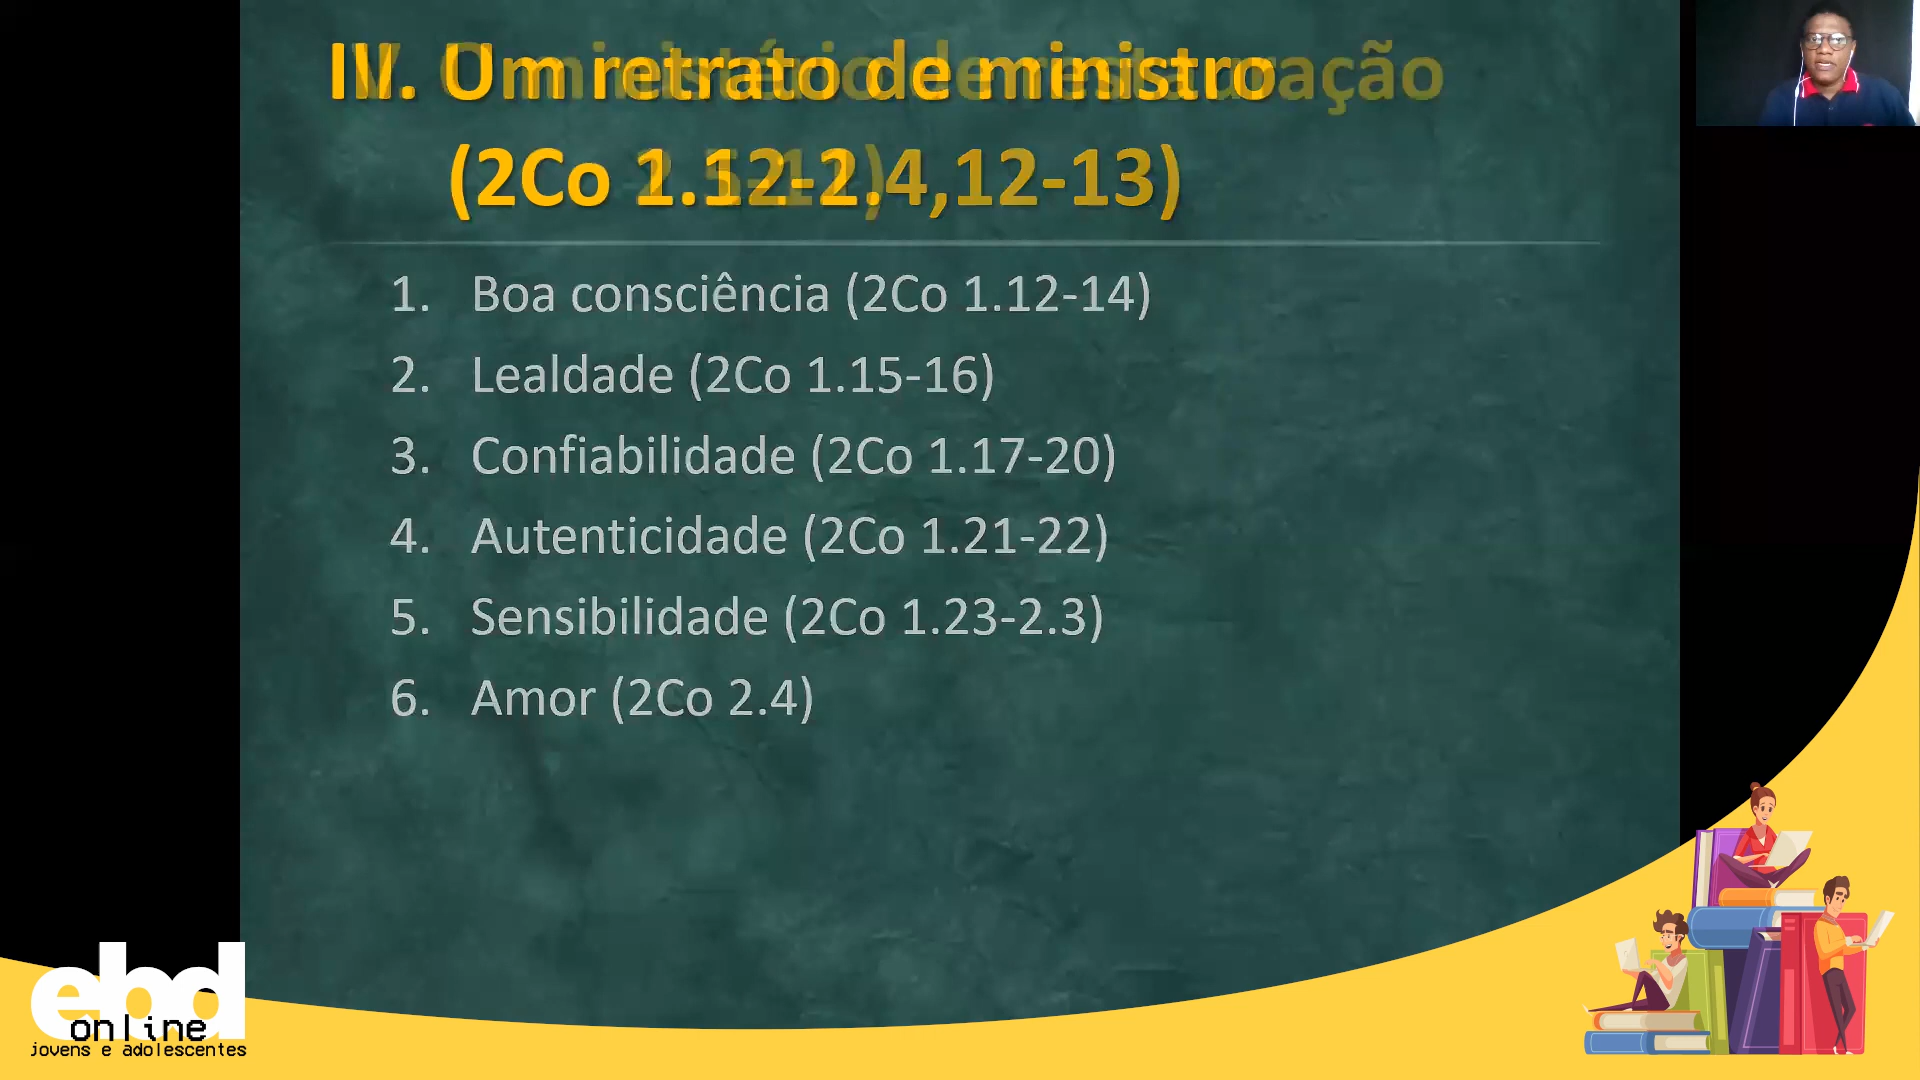 III. Um retrato de ministro
(2Co 1.12-2.4,12-13)
1. Boa consciência (2Co 1.12-14)
2. Lealdade (2Co 1.15-16)
3. Confiabilidade (2Co 1.17-20)
4. Autenticidade (2Co 1.21-22)
5. Sensibilidade (2Co 1.23-2.3)
6. Amor (2Co 2.4)
ebd
online
jovens e adolescentes